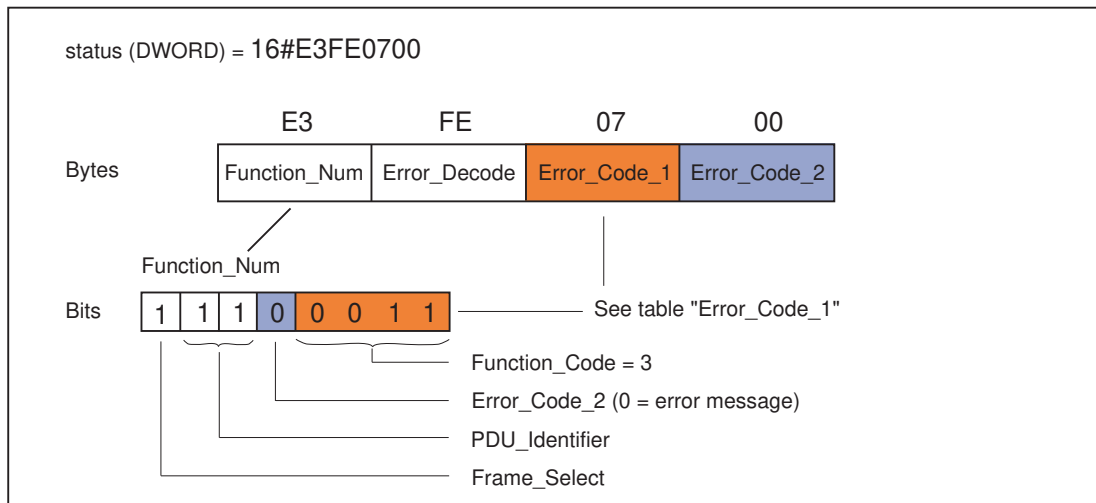 status (DWORD) = 16#E3FE0700
E3 FE 07 00
Bytes Function_Num Error_Decode Error_Code_1 Error_Code_2
Function_Num
Bits 1 1 1 0 0 0 1 1 See table "Error_Code_1"
Function_Code = 3
Error_Code_2 (0 = error message)
PDU_Identifier
Frame_Select